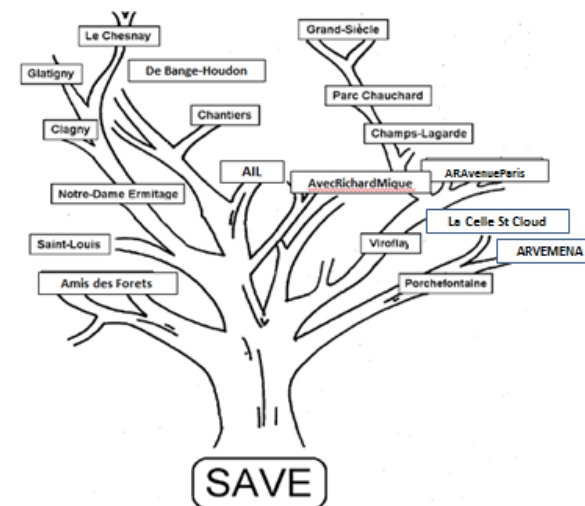 Le Chesnay
Grand-Siècle
Glatigny
De Bange-Houdon
Parc Chauchard
Chantiers
Clagny
Champs-Lagarde
AIL
AvecRichardMique
ARAvenueParis
Notre-Dame Ermitage
La Celle St Cloud
Saint-Louis
Viroflay
ARVEMENA
Amis des Forets
Porchefontaine
SAVE